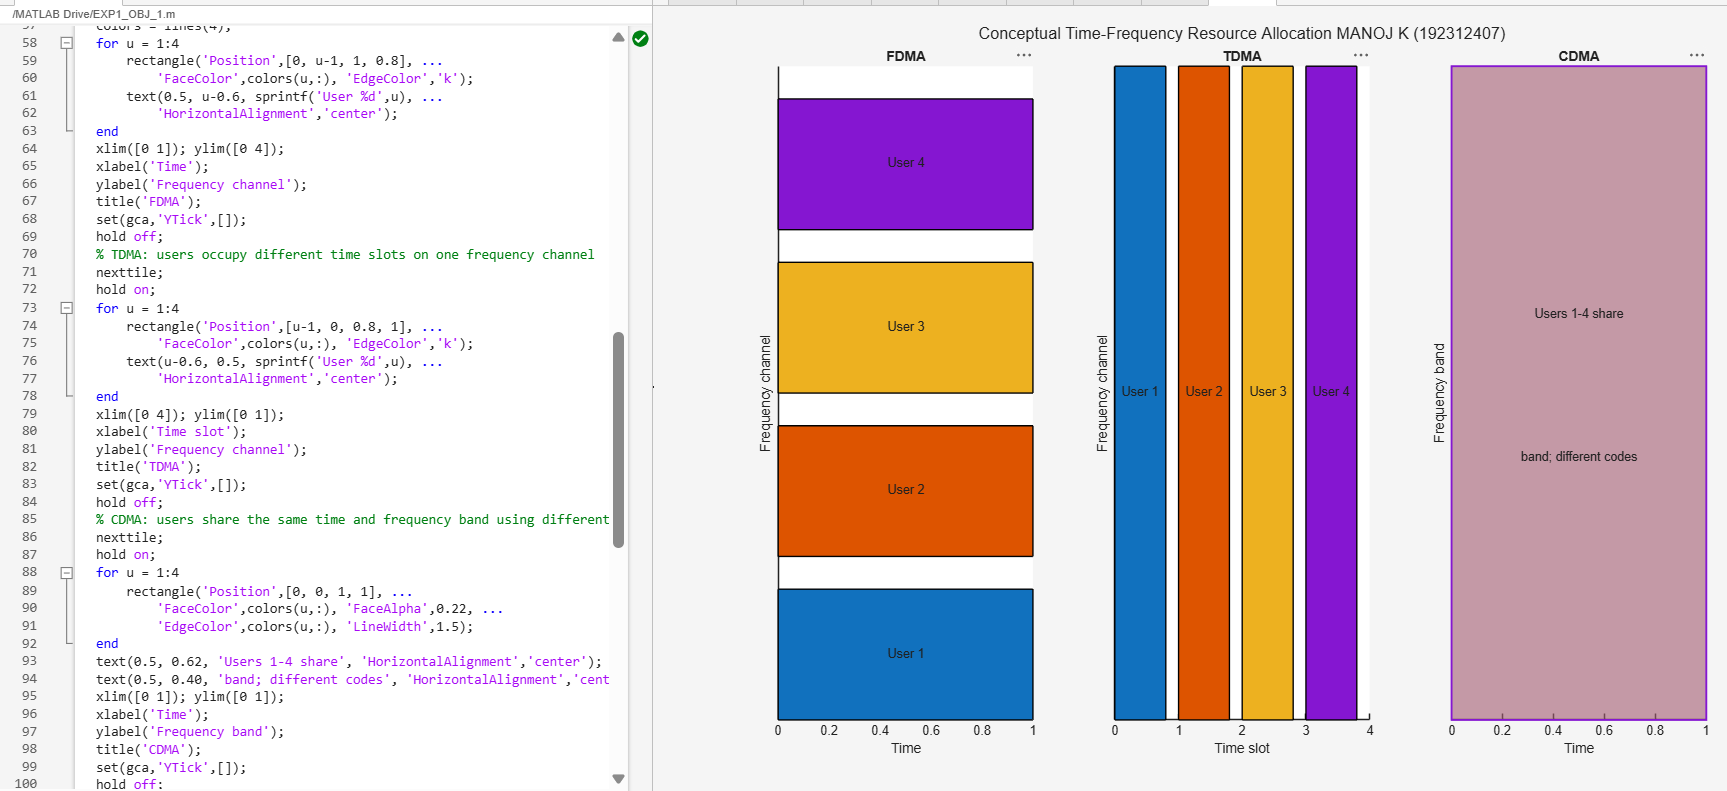 /MATLAB Drive/EXP1_OBJ_1.m
57 colors = lines(4);
58 for u = 1:4
59 rectangle('Position',[0, u-1, 1, 0.8], ...
60 'FaceColor',colors(u,:), 'EdgeColor','k');
61 text(0.5, u-0.6, sprintf('User %d',u), ...
62 'HorizontalAlignment','center');
63 end
64 xlim([0 1]); ylim([0 4]);
65 xlabel('Time');
66 ylabel('Frequency channel');
67 title('FDMA');
68 set(gca,'YTick',[]);
69 hold off;
70 % TDMA: users occupy different time slots on one frequency channel
71 nexttile;
72 hold on;
73 for u = 1:4
74 rectangle('Position',[u-1, 0, 0.8, 1], ...
75 'FaceColor',colors(u,:), 'EdgeColor','k');
76 text(u-0.6, 0.5, sprintf('User %d',u), ...
77 'HorizontalAlignment','center');
78 end
79 xlim([0 4]); ylim([0 1]);
80 xlabel('Time slot');
81 ylabel('Frequency channel');
82 title('TDMA');
83 set(gca,'YTick',[]);
84 hold off;
85 % CDMA: users share the same time and frequency band using different
86 nexttile;
87 hold on;
88 for u = 1:4
89 rectangle('Position',[0, 0, 1, 1], ...
90 'FaceColor',colors(u,:), 'FaceAlpha',0.22, ...
91 'EdgeColor',colors(u,:), 'LineWidth',1.5);
92 end
93 text(0.5, 0.62, 'Users 1-4 share', 'HorizontalAlignment','center');
94 text(0.5, 0.40, 'band; different codes', 'HorizontalAlignment','cent
95 xlim([0 1]); ylim([0 1]);
96 xlabel('Time');
97 ylabel('Frequency band');
98 title('CDMA');
99 set(gca,'YTick',[]);
100 hold off;
Conceptual Time-Frequency Resource Allocation MANOJ K (192312407)
FDMA
User 4
User 3
User 2
User 1
Frequency channel
0 0.2 0.4 0.6 0.8 1
Time
TDMA
User 1 User 2 User 3 User 4
Frequency channel
0 1 2 3 4
Time slot
CDMA
Users 1-4 share
band; different codes
Frequency band
0 0.2 0.4 0.6 0.8 1
Time